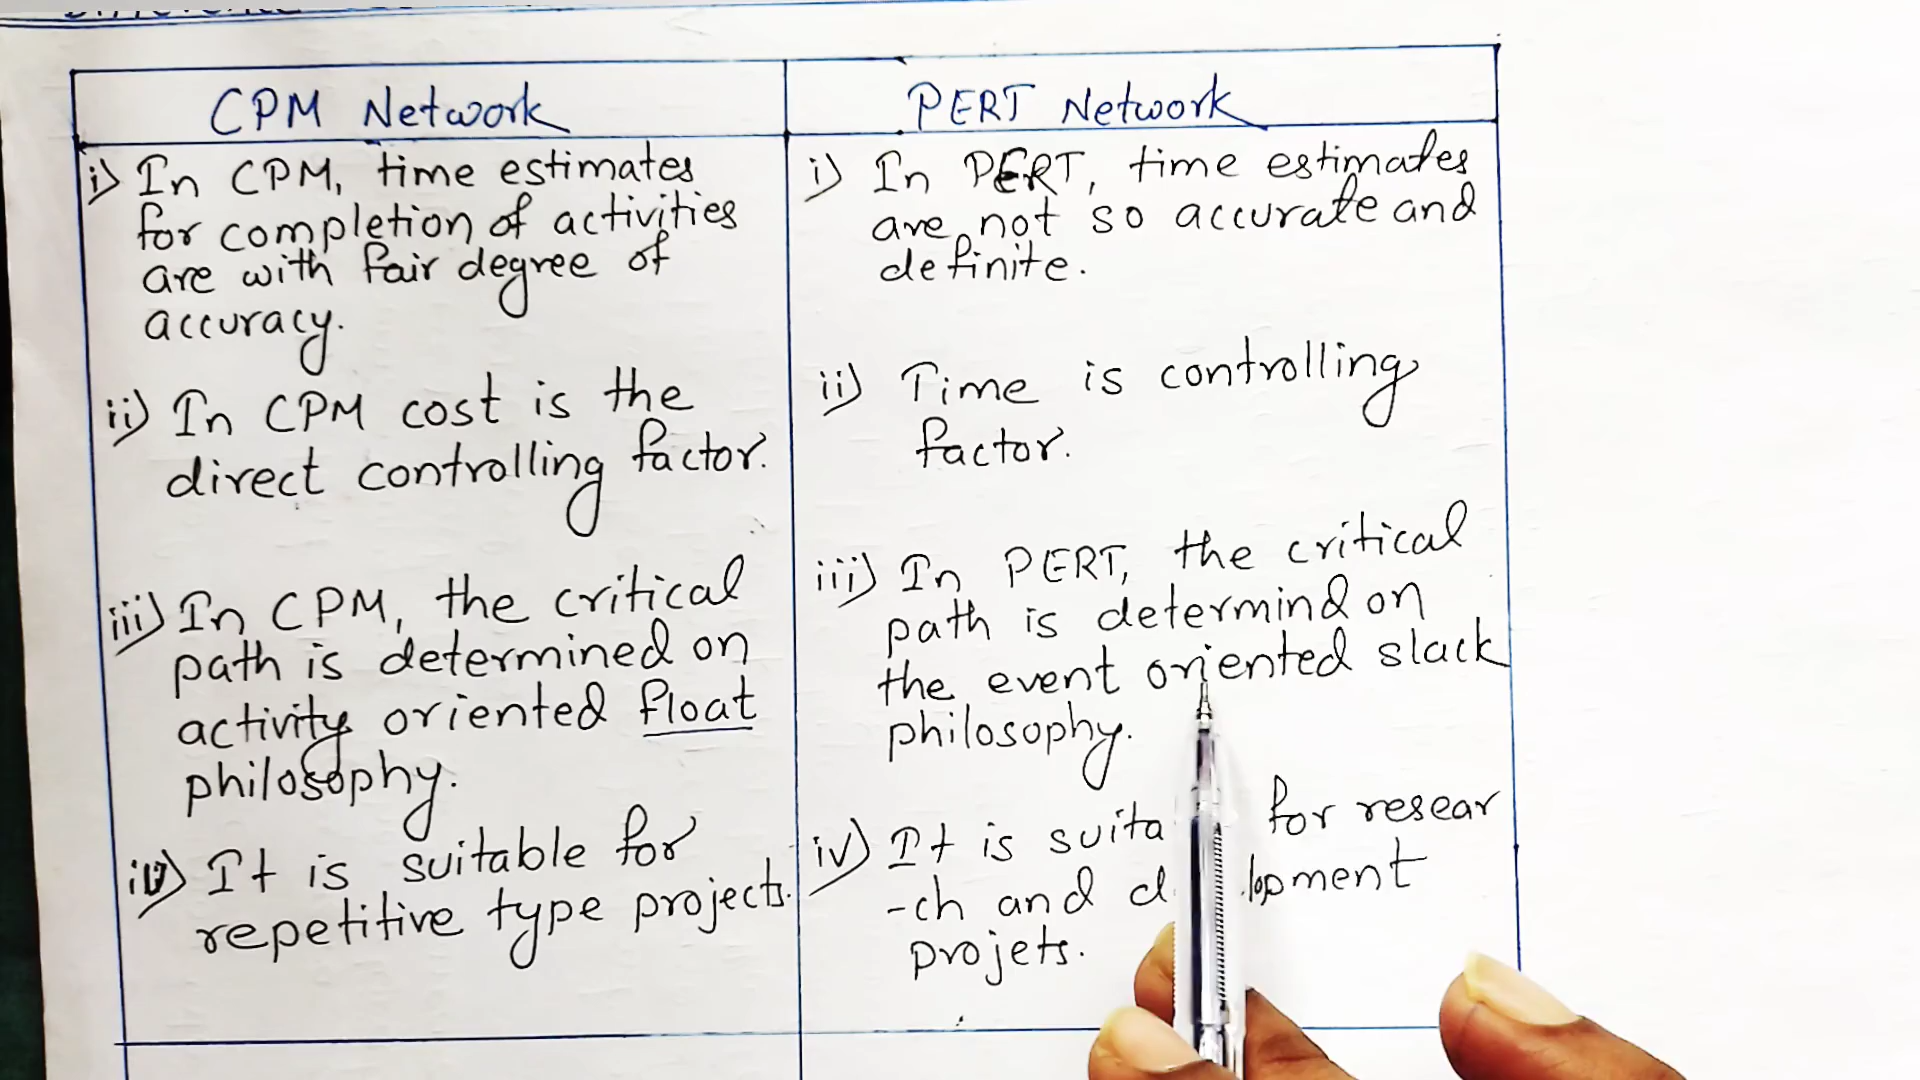 CPM Network
i) In CPM, time estimates
for completion of activities
are with fair degree of
accuracy.
ii) In CPM cost is the
direct controlling factor.
iii) In CPM, the critical
path is determined on
activity oriented float
philosophy.
iv) It is suitable for
repetitive type projects.
PERT Network
i) In PERT, time estimates
are not so accurate and
definite.
ii) Time is controlling
factor.
iii) In PERT, the critical
path is determind on
the event oriented slack
philosophy.
iv) It is suita for resear
-ch and d lopment
projets.